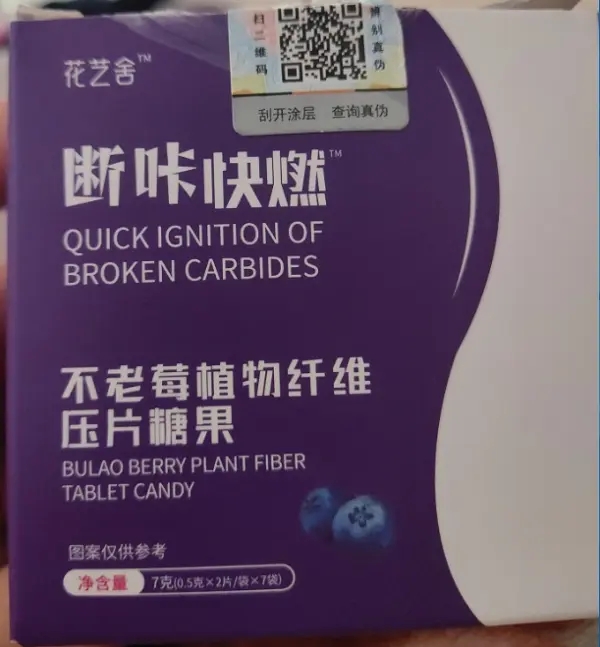 扫二维码
辨别真伪
刮开涂层 查询真伪
花艺舍™
断咔快燃™
QUICK IGNITION OF
BROKEN CARBIDES
不老莓植物纤维
压片糖果
BULAO BERRY PLANT FIBER
TABLET CANDY
图案仅供参考
净含量 7克(0.5克×2片/袋×7袋)